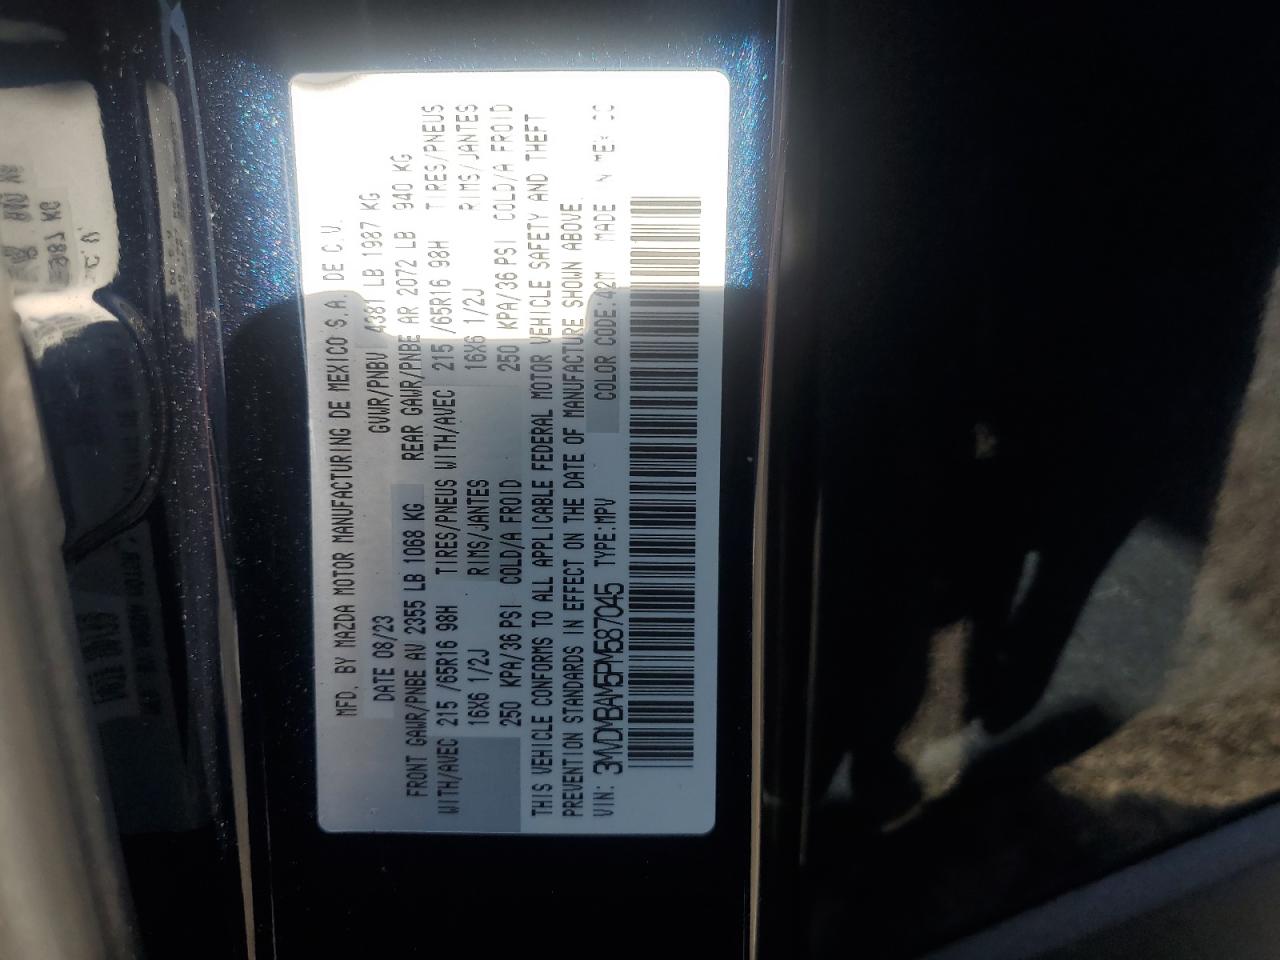 MFD. BY MAZDA MOTOR MANUFACTURING DE MEXICO S.A. DE C.V.
DATE 08/23 GVWR/PNBV 4381 LB 1987 KG
FRONT GAWR/PNBE AV 2355 LB 1068 KG REAR GAWR/PNBE AR 2072 LB 940 KG
WITH/AVEC 215 /65R16 98H TIRES/PNEUS WITH/AVEC 215 /65R16 98H TIRES/PNEUS
16X6 1/2J RIMS/JANTES 16X6 1/2J RIMS/JANTES
250 KPA/36 PSI COLD/A FROID 250 KPA/36 PSI COLD/A FROID
THIS VEHICLE CONFORMS TO ALL APPLICABLE FEDERAL MOTOR VEHICLE SAFETY AND THEFT
PREVENTION STANDARDS IN EFFECT ON THE DATE OF MANUFACTURE SHOWN ABOVE.
VIN: 3MVDMBAM5PM587045 TYPE:MPV COLOR CODE:42M MADE IN MEXICO